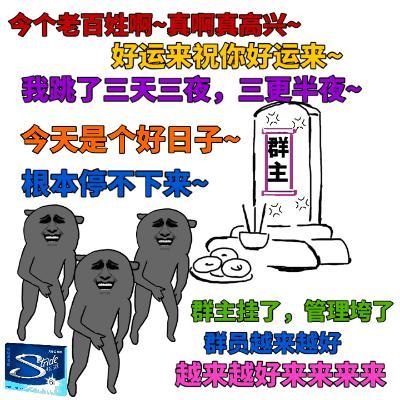 今个老百姓啊~真啊真高兴~
好运来祝你好运来~
我跳了三天三夜，三更半夜~
今天是个好日子~
群主
根本停不下来~
群主挂了，管理垮了
群员越来越好
越来越好来来来来
Stride